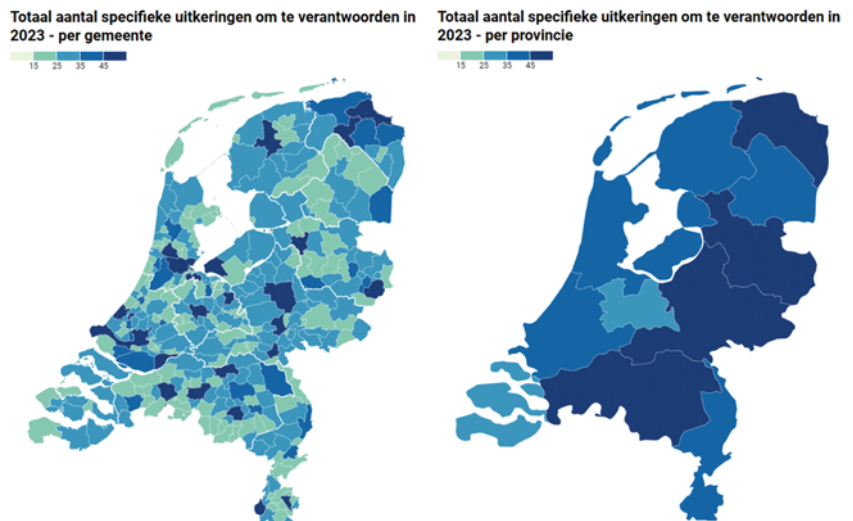 Totaal aantal specifieke uitkeringen om te verantwoorden in
2023 - per gemeente
15 25 35 45
Totaal aantal specifieke uitkeringen om te verantwoorden in
2023 - per provincie
15 25 35 45